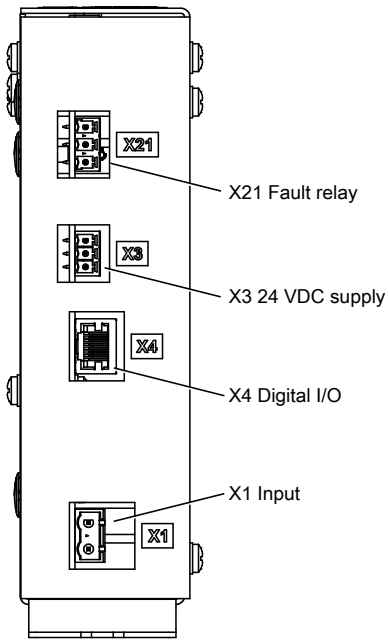 X21
X21 Fault relay
X3
X3 24 VDC supply
X4
X4 Digital I/O
X1 Input
X1